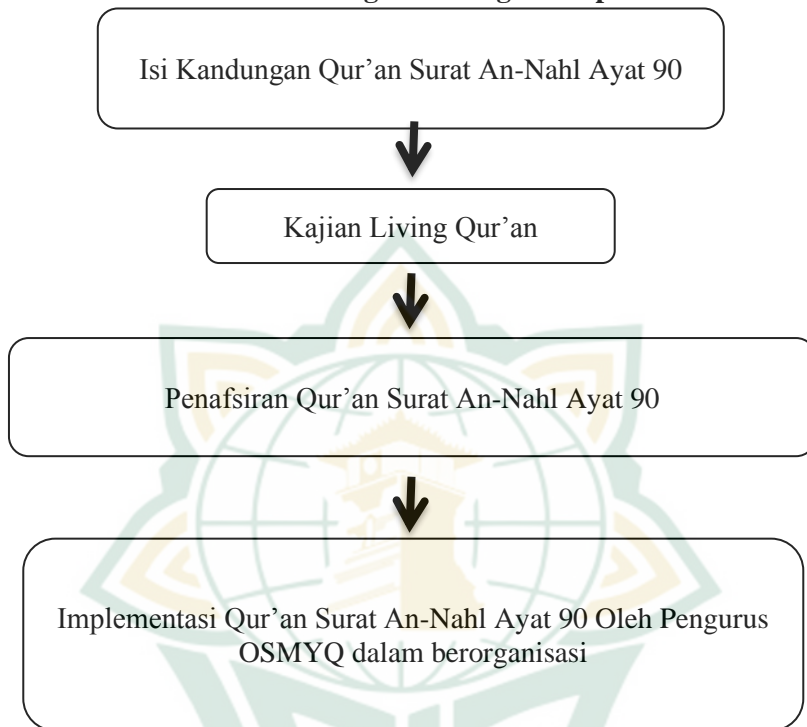 Isi Kandungan Qur’an Surat An-Nahl Ayat 90
Kajian Living Qur’an
Penafsiran Qur’an Surat An-Nahl Ayat 90
Implementasi Qur’an Surat An-Nahl Ayat 90 Oleh Pengurus
OSMYQ dalam berorganisasi